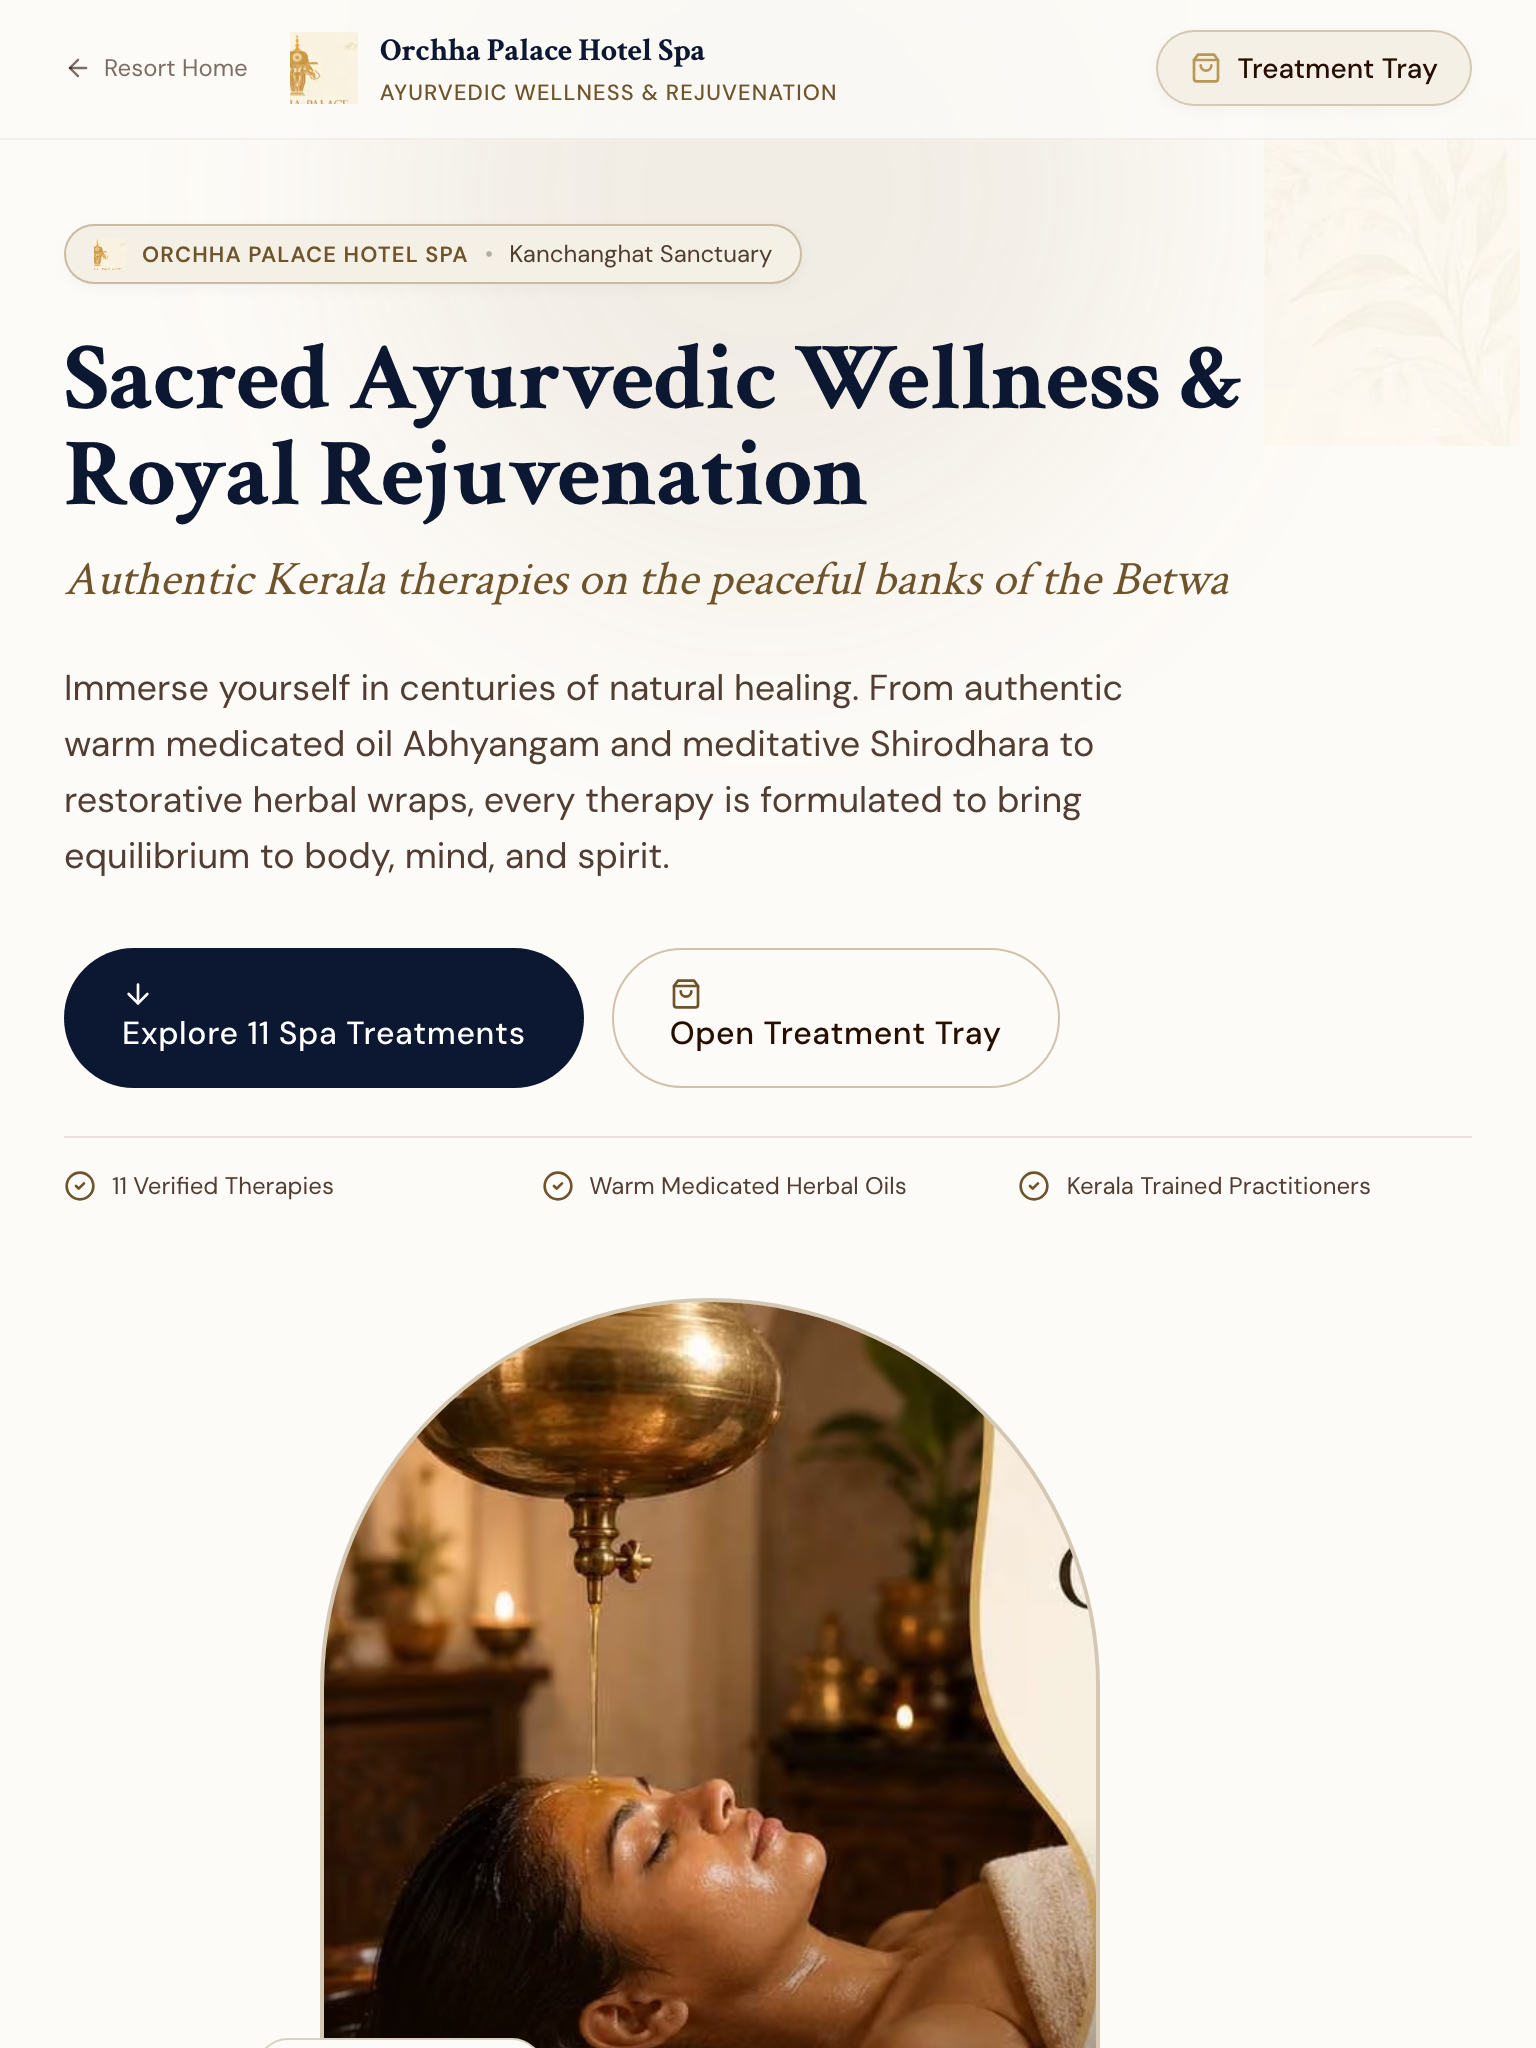 Resort Home
Orchha Palace Hotel Spa
AYURVEDIC WELLNESS & REJUVENATION
Treatment Tray
ORCHHA PALACE HOTEL SPA • Kanchanghat Sanctuary
Sacred Ayurvedic Wellness &
Royal Rejuvenation
Authentic Kerala therapies on the peaceful banks of the Betwa
Immerse yourself in centuries of natural healing. From authentic
warm medicated oil Abhyangam and meditative Shirodhara to
restorative herbal wraps, every therapy is formulated to bring
equilibrium to body, mind, and spirit.
Explore 11 Spa Treatments
Open Treatment Tray
11 Verified Therapies
Warm Medicated Herbal Oils
Kerala Trained Practitioners